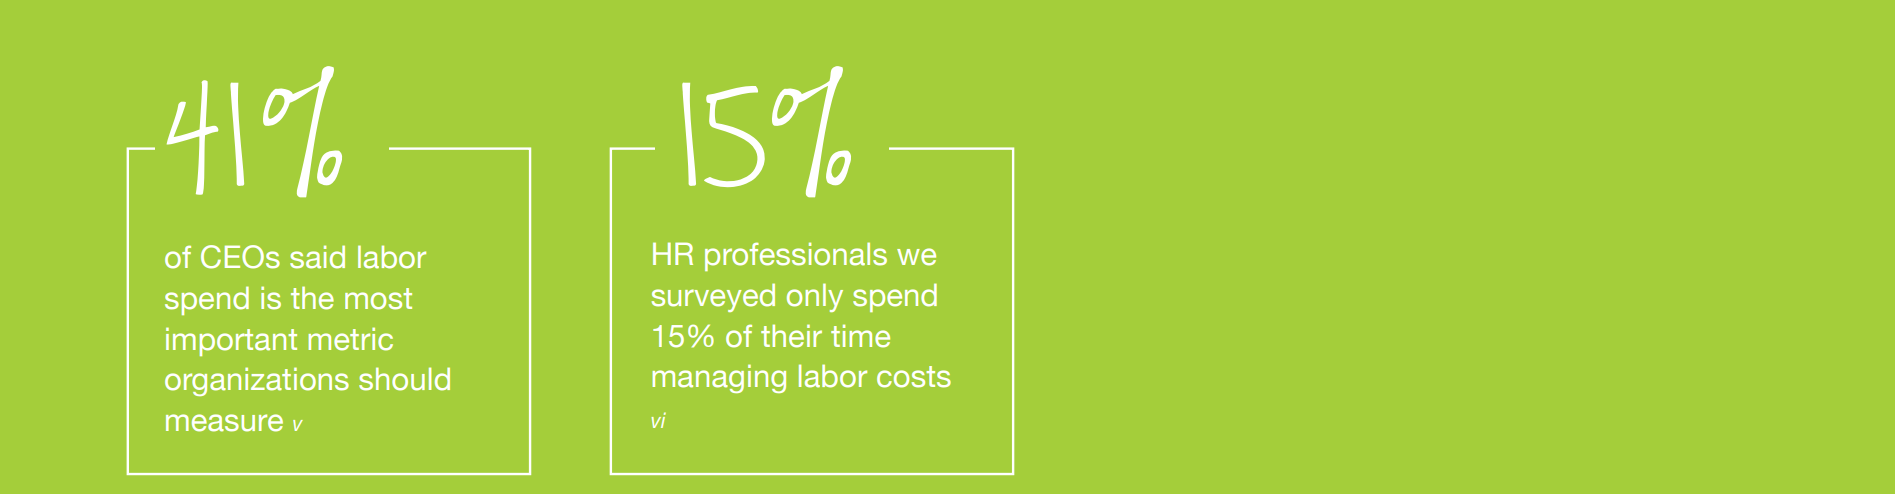 41%
of CEOs said labor
spend is the most
important metric
organizations should
measure v
15%
HR professionals we
surveyed only spend
15% of their time
managing labor costs
vi